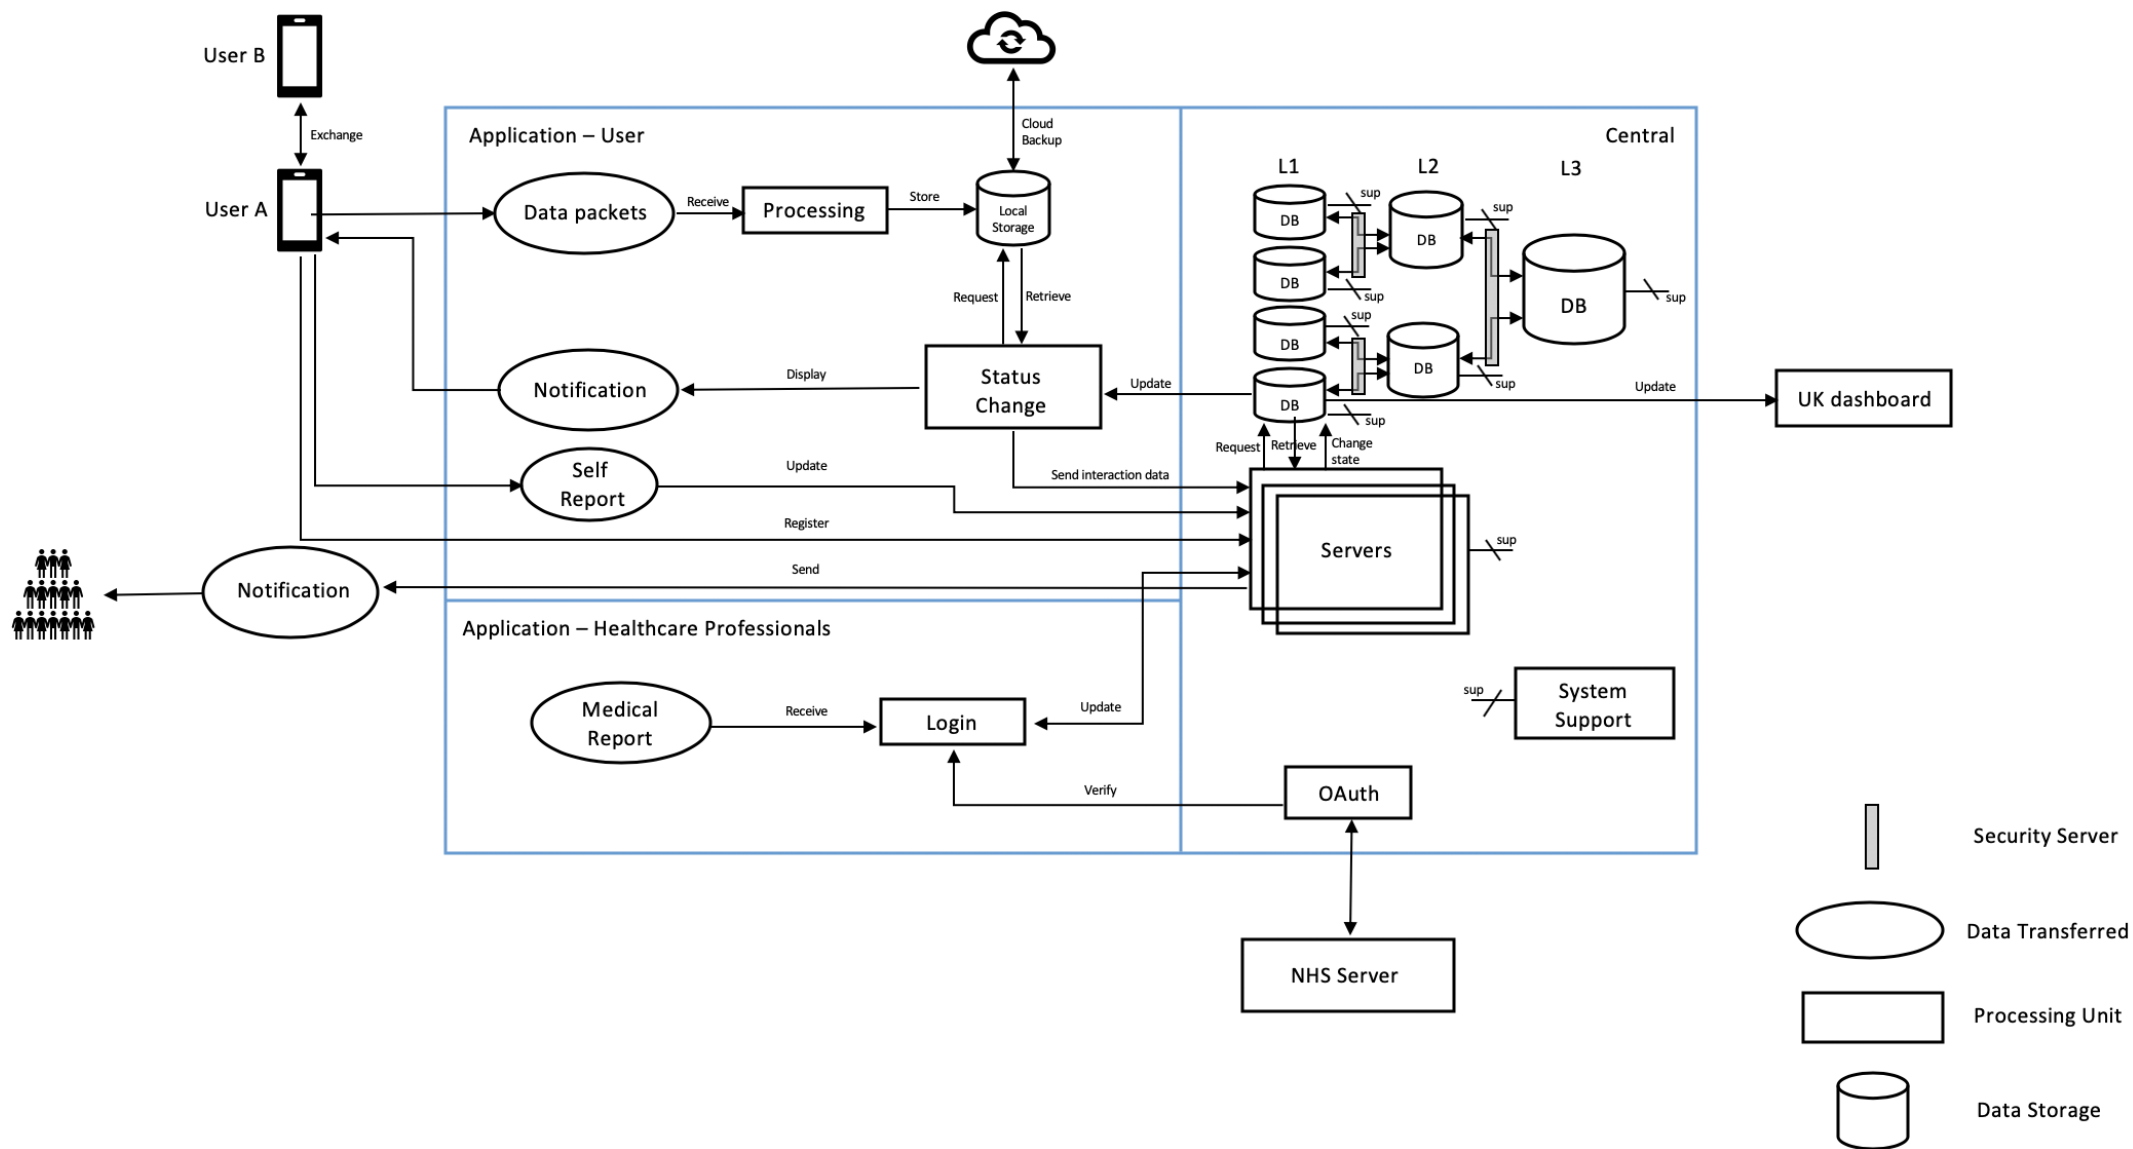 User B
Exchange
User A
Cloud
Backup
Application – User
Central
L1
L2
L3
Data packets
Receive
Processing
Store
Local
Storage
DB
DB
DB
DB
DB
DB
DB
sup
sup
sup
sup
sup
sup
sup
Request
Retrieve
Notification
Display
Status
Change
Update
Update
UK dashboard
Request
Retrieve
Change
state
Self
Report
Update
Send interaction data
Register
Servers
sup
Notification
Send
Application – Healthcare Professionals
Medical
Report
Receive
Login
Update
sup
System
Support
Verify
OAuth
NHS Server
Security Server
Data Transferred
Processing Unit
Data Storage